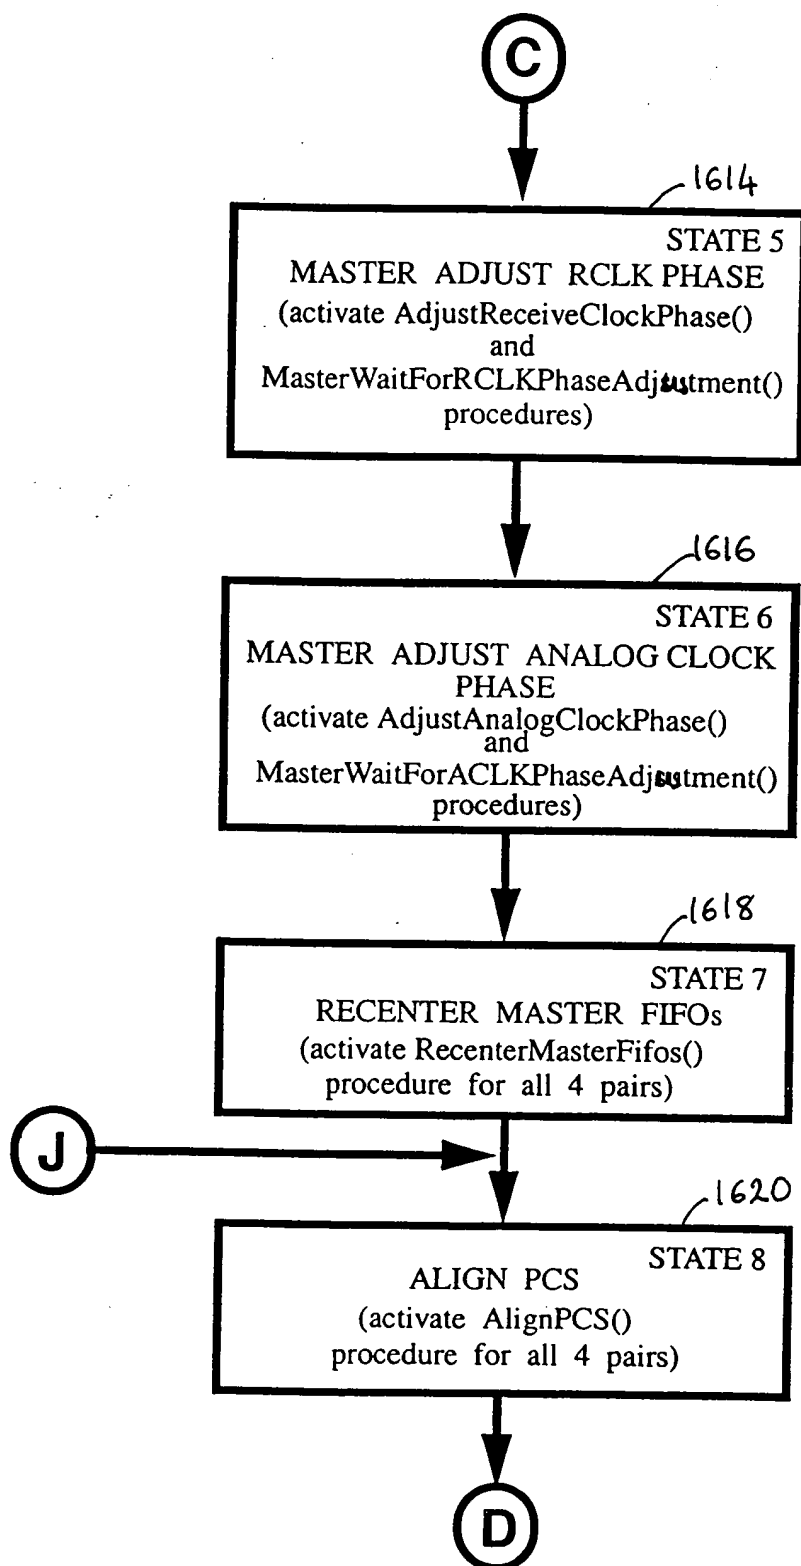 C
1614
STATE 5
MASTER ADJUST RCLK PHASE
(activate AdjustReceiveClockPhase()
and
MasterWaitForRCLKPhaseAdjustment()
procedures)
1616
STATE 6
MASTER ADJUST ANALOG CLOCK
PHASE
(activate AdjustAnalogClockPhase()
and
MasterWaitForACLKPhaseAdjustment()
procedures)
1618
STATE 7
RECENTER MASTER FIFOs
(activate RecenterMasterFifos()
procedure for all 4 pairs)
J
1620
STATE 8
ALIGN PCS
(activate AlignPCS()
procedure for all 4 pairs)
D